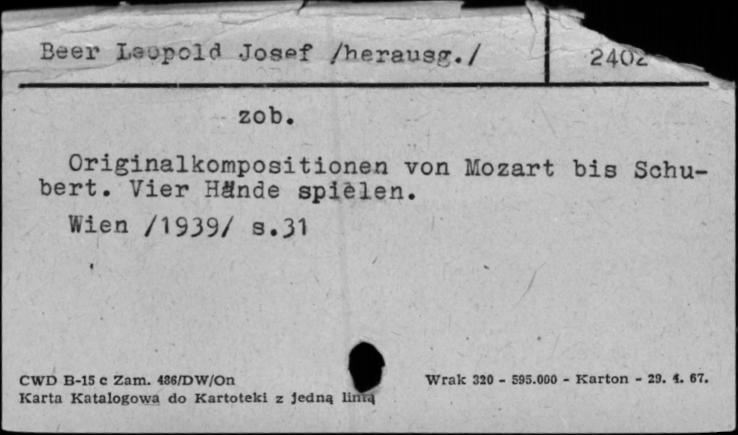 Beer Leopold Josef /herausg./ 2402
zob.
Originalkompositionen von Mozart bis Schu-
bert. Vier Hände spielen.
Wien /1939/ s.31
CWD B-15 c Zam. 486/DW/On Wrak 320 - 595.000 - Karton - 29. 4. 67.
Karta Katalogowa do Kartoteki z jedną linią